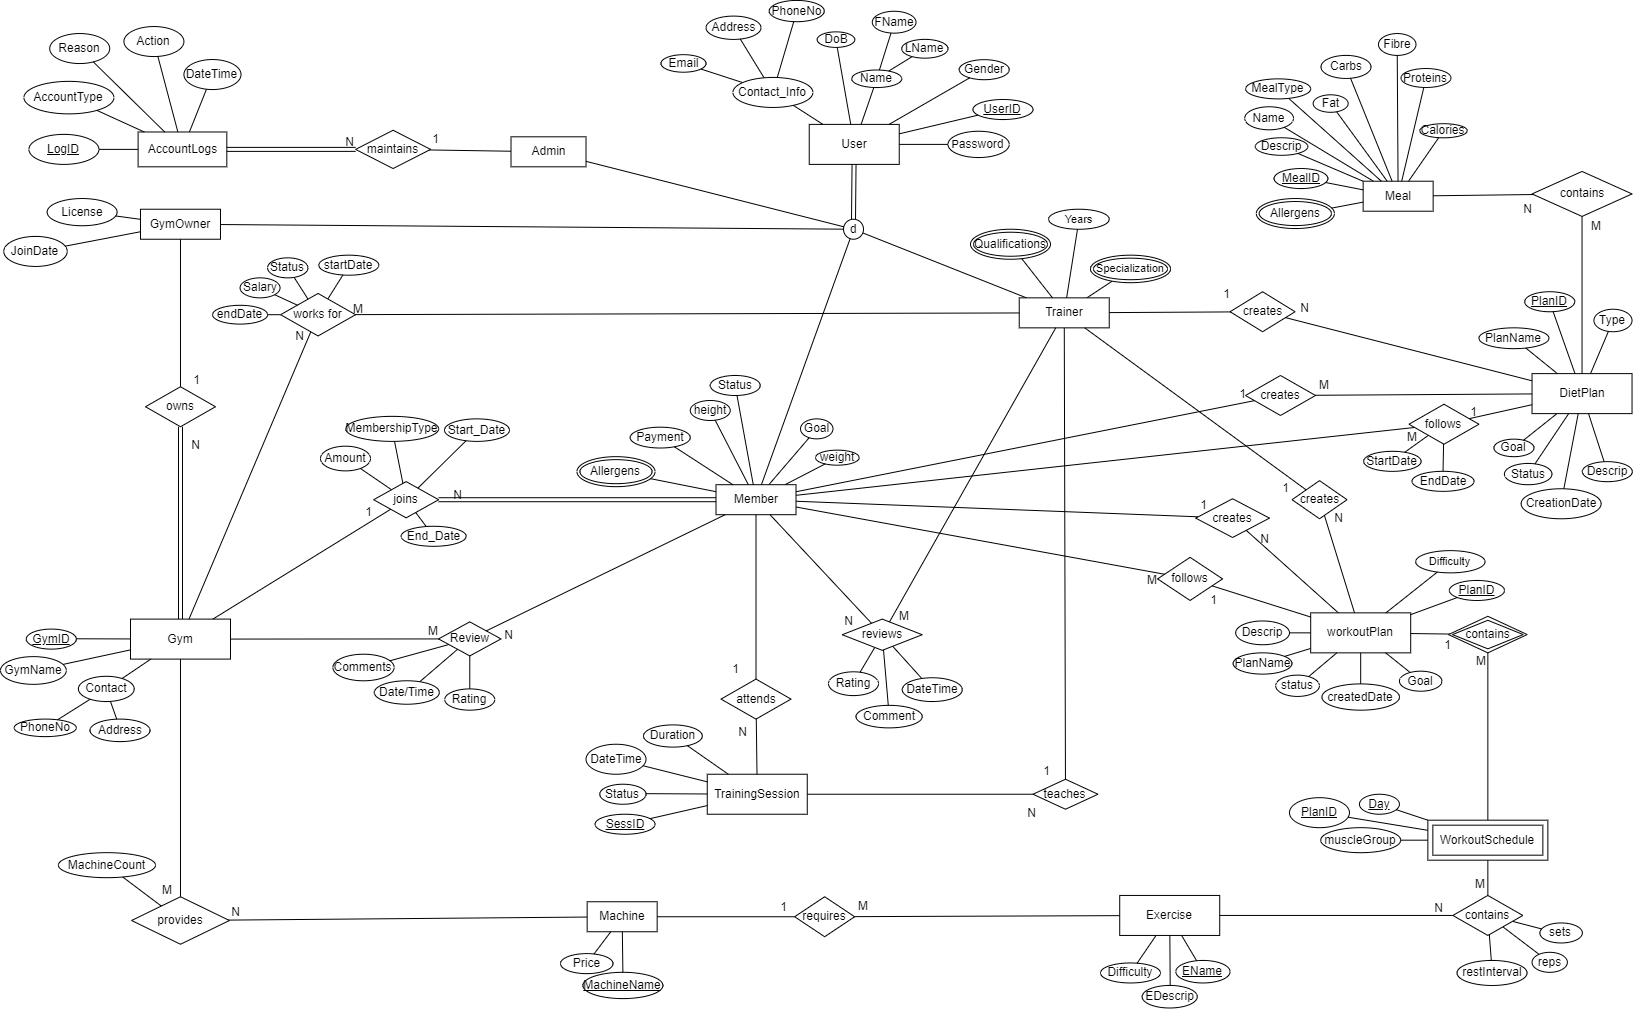 PhoneNo
FName
Address
DoB
LName
Action
Fibre
Reason
Email
Contact_Info
Name
Gender
Carbs
Proteins
DateTime
MealType
Fat
AccountType
UserID
Name
Calories
LogID
AccountLogs
N
maintains
1
Admin
User
Password
Descrip
MealID
Meal
contains
N
M
Allergens
License
GymOwner
JoinDate
d
Years
Qualifications
Specialization
Status
startDate
Salary
endDate
works for
M
N
Trainer
1
creates
N
PlanID
Type
PlanName
DietPlan
owns
1
N
Status
height
Goal
Payment
weight
Allergens
1
creates
M
follows
1
M
StartDate
EndDate
Goal
Status
Descrip
CreationDate
MembershipType
Start_Date
Amount
joins
N
1
End_Date
Member
1
creates
N
1
creates
N
M
follows
1
Difficulty
PlanID
GymID
Gym
GymName
Contact
PhoneNo
Address
M
Review
N
Comments
Date/Time
Rating
N
M
reviews
Rating
DateTime
Comment
Descrip
workoutPlan
PlanName
status
createdDate
Goal
contains
1
M
1
attends
N
Duration
DateTime
Status
SessID
TrainingSession
1
teaches
N
PlanID
Day
muscleGroup
WorkoutSchedule
MachineCount
M
provides
N
Machine
Price
MachineName
1
requires
M
Exercise
Difficulty
EName
EDescrip
M
N
contains
sets
reps
restInterval